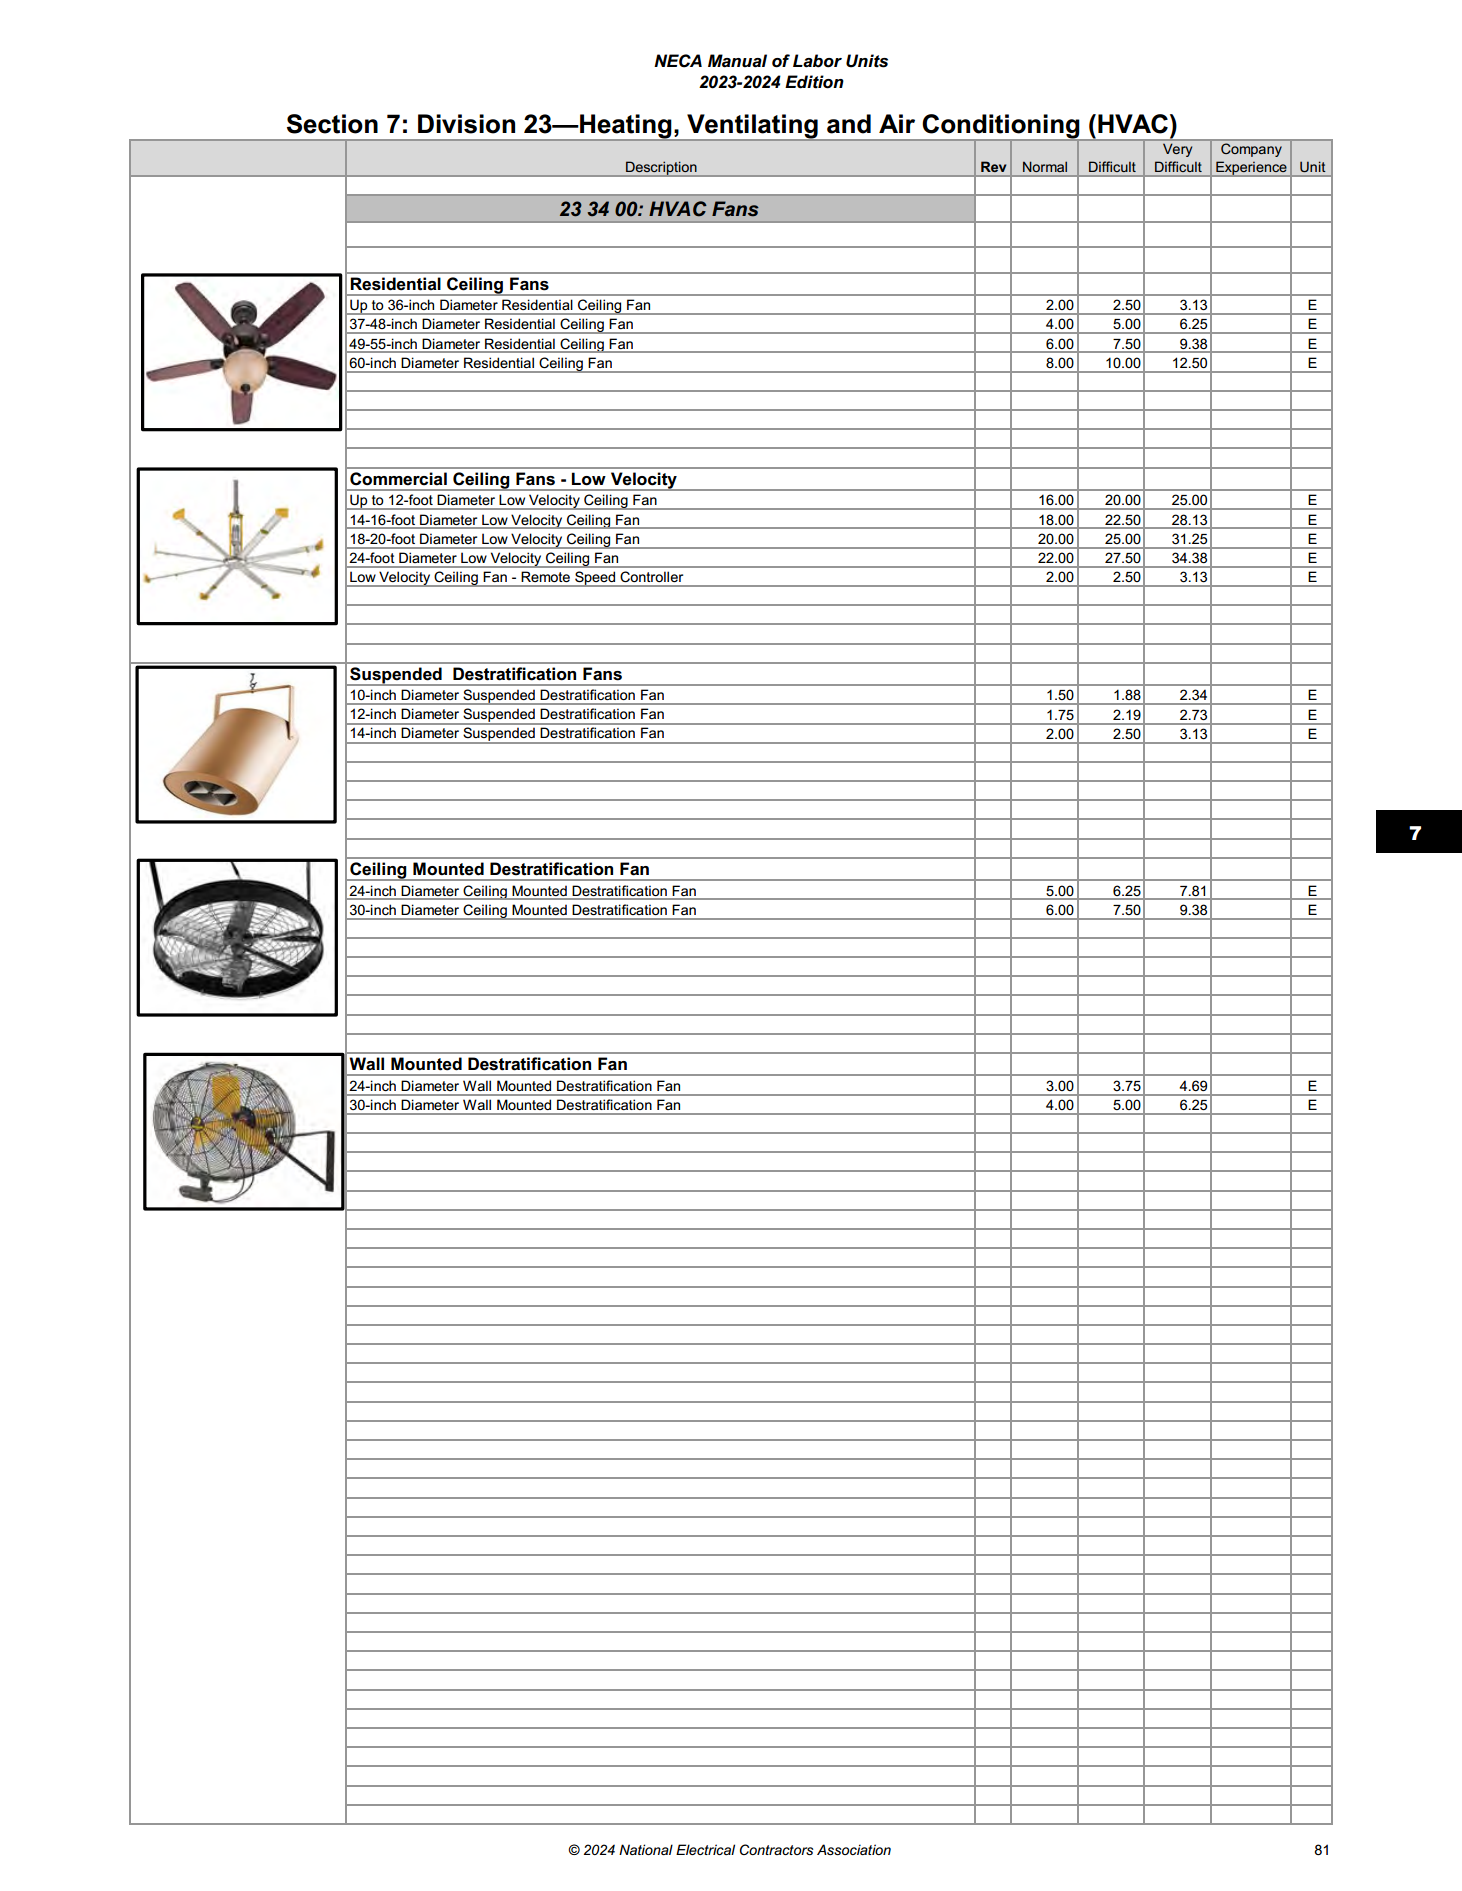 NECA Manual of Labor Units
2023-2024 Edition
Section 7: Division 23—Heating, Ventilating and Air Conditioning (HVAC)
Description Rev Normal Difficult Very Difficult Company Experience Unit
23 34 00: HVAC Fans
Residential Ceiling Fans
Up to 36-inch Diameter Residential Ceiling Fan 2.00 2.50 3.13 E
37-48-inch Diameter Residential Ceiling Fan 4.00 5.00 6.25 E
49-55-inch Diameter Residential Ceiling Fan 6.00 7.50 9.38 E
60-inch Diameter Residential Ceiling Fan 8.00 10.00 12.50 E
Commercial Ceiling Fans - Low Velocity
Up to 12-foot Diameter Low Velocity Ceiling Fan 16.00 20.00 25.00 E
14-16-foot Diameter Low Velocity Ceiling Fan 18.00 22.50 28.13 E
18-20-foot Diameter Low Velocity Ceiling Fan 20.00 25.00 31.25 E
24-foot Diameter Low Velocity Ceiling Fan 22.00 27.50 34.38 E
Low Velocity Ceiling Fan - Remote Speed Controller 2.00 2.50 3.13 E
Suspended  Destratification Fans
10-inch Diameter Suspended Destratification Fan 1.50 1.88 2.34 E
12-inch Diameter Suspended Destratification Fan 1.75 2.19 2.73 E
14-inch Diameter Suspended Destratification Fan 2.00 2.50 3.13 E
7
Ceiling Mounted Destratification Fan
24-inch Diameter Ceiling Mounted Destratification Fan 5.00 6.25 7.81 E
30-inch Diameter Ceiling Mounted Destratification Fan 6.00 7.50 9.38 E
Wall Mounted Destratification Fan
24-inch Diameter Wall Mounted Destratification Fan 3.00 3.75 4.69 E
30-inch Diameter Wall Mounted Destratification Fan 4.00 5.00 6.25 E
© 2024 National Electrical Contractors Association 81